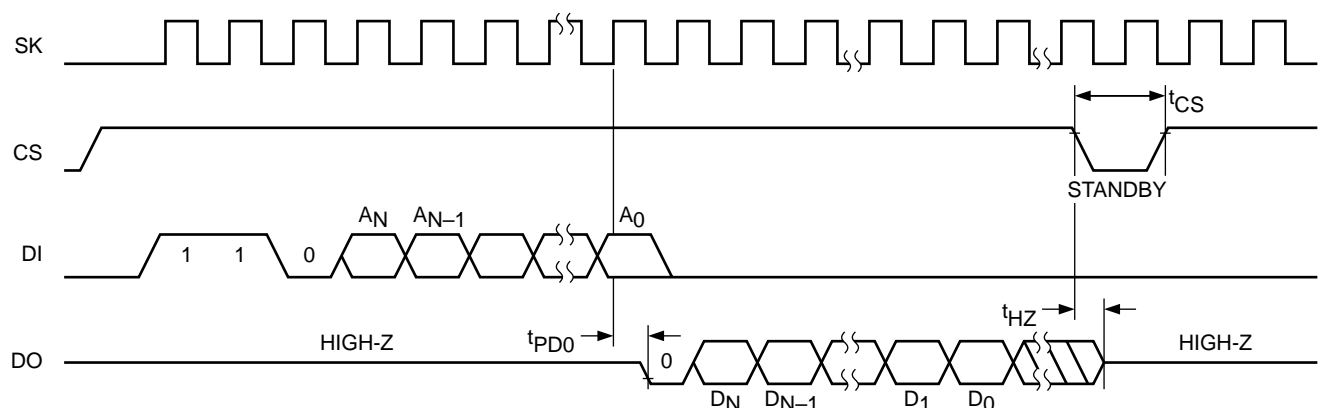 SK
tCS
CS
STANDBY
AN AN–1 A0
DI 1 1 0
tPD0 tHZ
HIGH-Z HIGH-Z
DO 0
DN DN–1 D1 D0